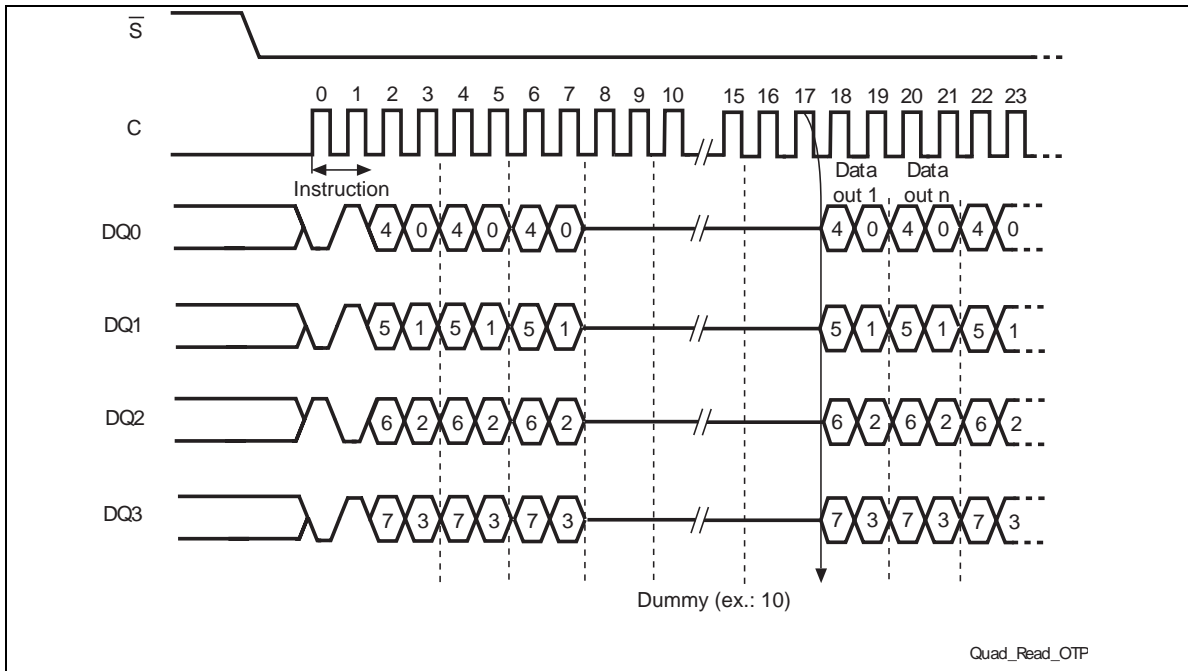 S
0 1 2 3 4 5 6 7 8 9 10 15 16 17 18 19 20 21 22 23
C
Instruction
Data out 1
Data out n
DQ0 4 0 4 0 4 0 4 0 4 0 4 0
DQ1 5 1 5 1 5 1 5 1 5 1 5 1
DQ2 6 2 6 2 6 2 6 2 6 2 6 2
DQ3 7 3 7 3 7 3 7 3 7 3 7 3
Dummy (ex.: 10)
Quad_Read_OTP